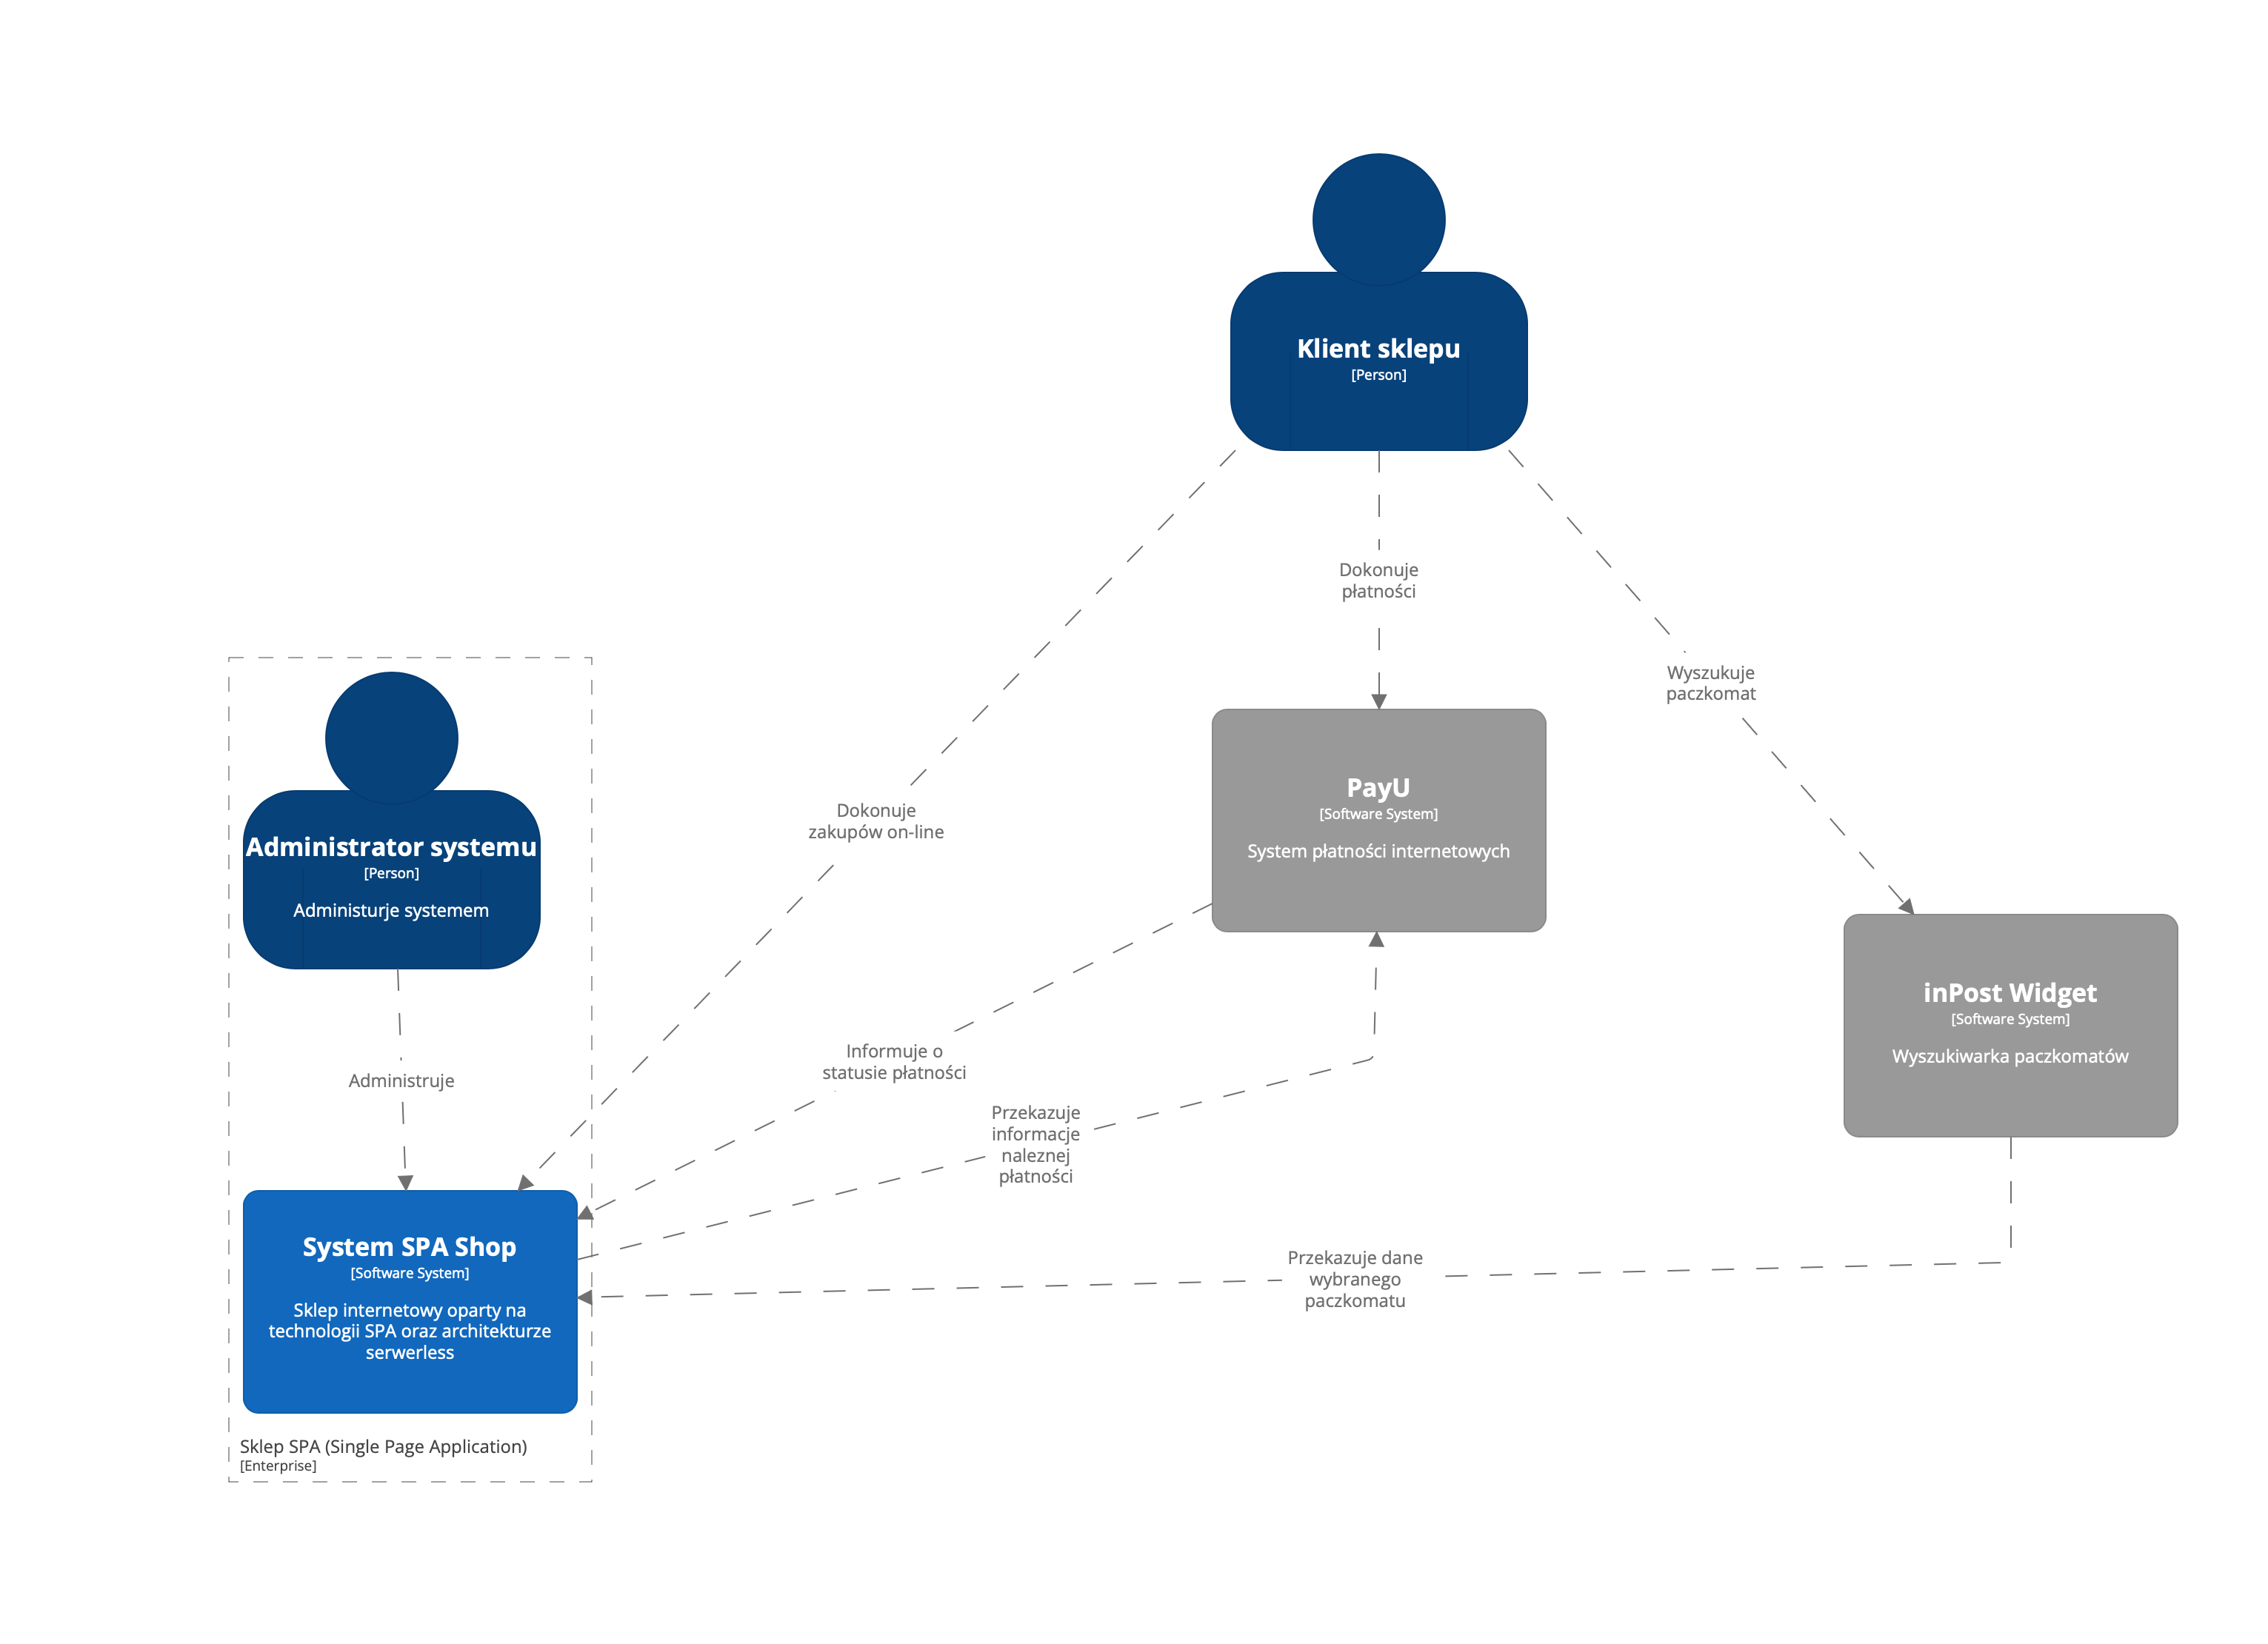 Klient sklepu
[Person]
Dokonuje
płatności
Wyszukuje
paczkomat
Dokonuje
zakupów on-line
PayU
[Software System]
System płatności internetowych
Administrator systemu
[Person]
Administurje systemem
inPost Widget
[Software System]
Wyszukiwarka paczkomatów
Informuje o
statusie płatności
Administruje
Przekazuje
informacje
naleznej
płatności
System SPA Shop
[Software System]
Sklep internetowy oparty na
technologii SPA oraz architekturze
serwerless
Przekazuje dane
wybranego
paczkomatu
Sklep SPA (Single Page Application)
[Enterprise]